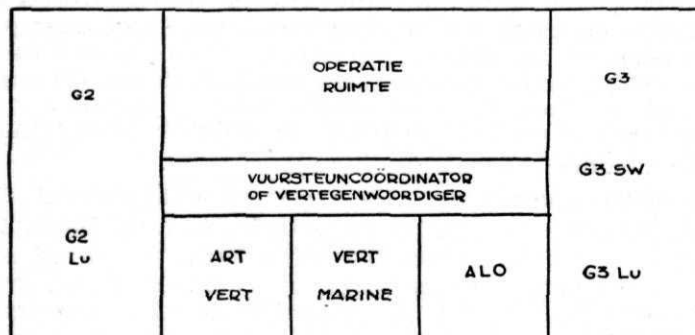 G2
OPERATIE
RUIMTE
G3
VUURSTEUNCOÖRDINATOR
OF VERTEGENWOORDIGER
G3 SW
G2
Lu
ART
VERT
VERT
MARINE
ALO
G3 Lu